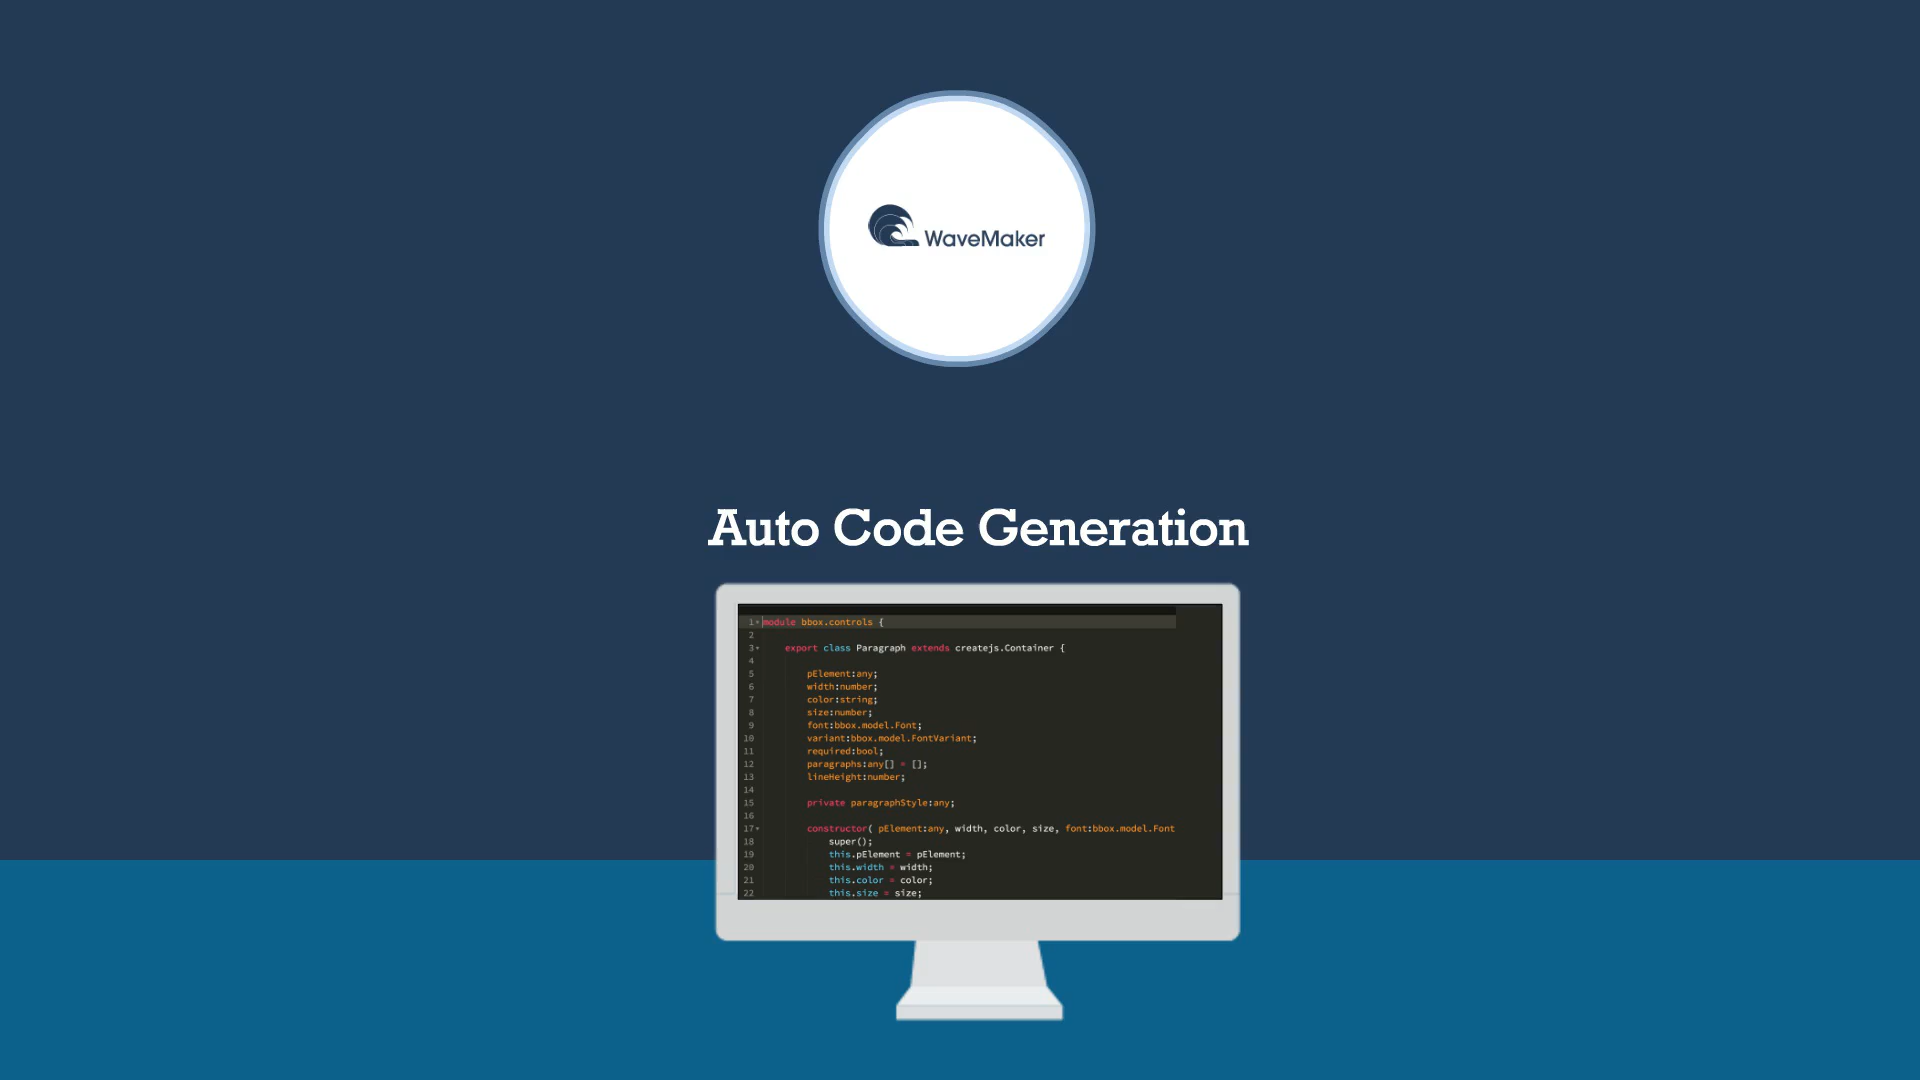 WaveMaker
Auto Code Generation
1 module bbox.controls {
2
3 export class Paragraph extends createjs.Container {
4
5 pElement:any;
6 width:number;
7 color:string;
8 size:number;
9 font:bbox.model.Font;
10 variant:bbox.model.FontVariant;
11 required:bool;
12 paragraphs:any[] = [];
13 lineHeight:number;
14
15 private paragraphStyle:any;
16
17 constructor( pElement:any, width, color, size, font:bbox.model.Font
18 super();
19 this.pElement = pElement;
20 this.width = width;
21 this.color = color;
22 this.size = size;